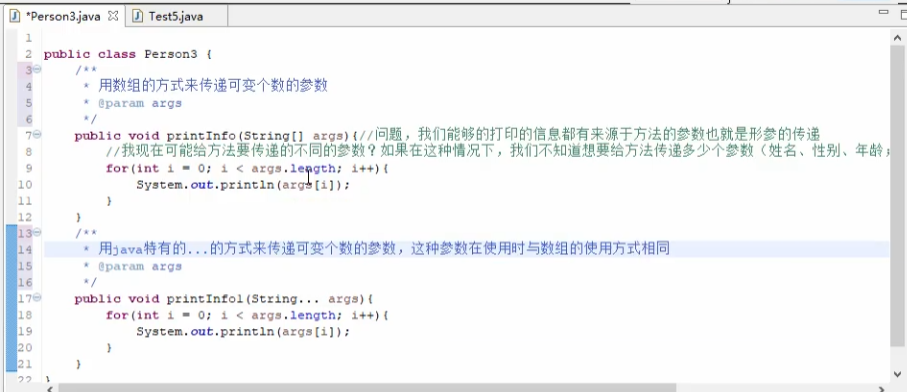 *Person3.java Test5.java
1
2 public class Person3 {
3 /**
4 * 用数组的方式来传递可变个数的参数
5 * @param args
6 */
7 public void printInfo(String[] args){//问题，我们能够的打印的信息都有来源于方法的参数也就是形参的传递
8 //我现在可能给方法要传递的不同的参数？如果在这种情况下，我们不知道想要给方法传递多少个参数（姓名、性别、年龄
9 for(int i = 0; i < args.length; i++){
10 System.out.println(args[i]);
11 }
12 }
13 /**
14 * 用java特有的...的方式来传递可变个数的参数，这种参数在使用时与数组的使用方式相同
15 * @param args
16 */
17 public void printInfo1(String... args){
18 for(int i = 0; i < args.length; i++){
19 System.out.println(args[i]);
20 }
21 }
22 }